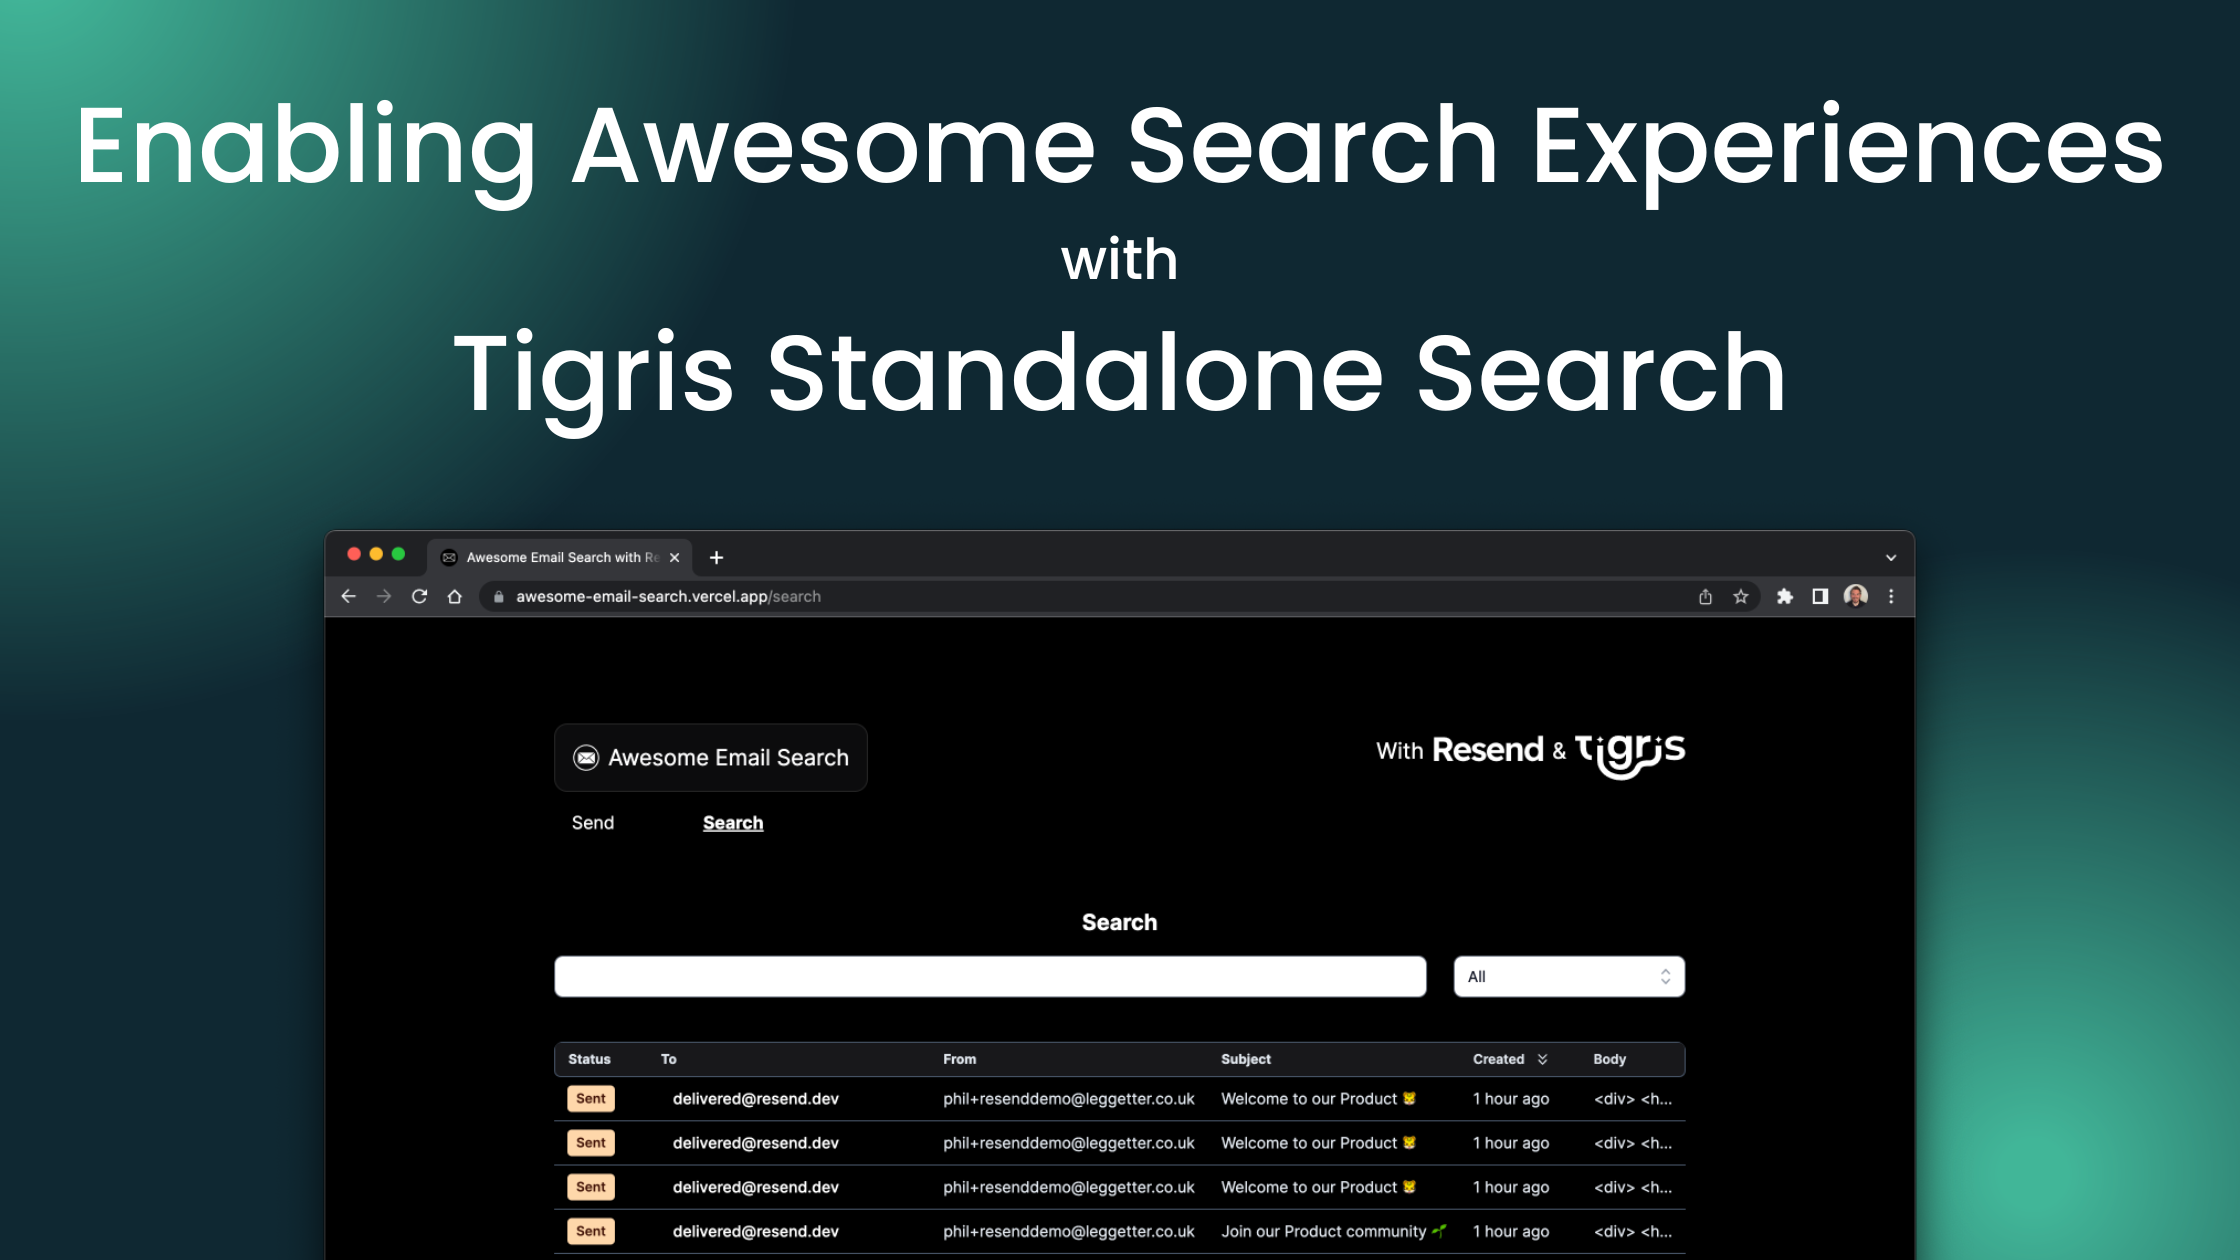 Enabling Awesome Search Experiences
with
Tigris Standalone Search
Awesome Email Search with Re
awesome-email-search.vercel.app/search
Awesome Email Search
With Resend & Tigris
Send Search
Search
All
Status To From Subject Created Body
Sent delivered@resend.dev phil+resenddemo@leggetter.co.uk Welcome to our Product 🐯 1 hour ago <div> <h...
Sent delivered@resend.dev phil+resenddemo@leggetter.co.uk Welcome to our Product 🐯 1 hour ago <div> <h...
Sent delivered@resend.dev phil+resenddemo@leggetter.co.uk Welcome to our Product 🐯 1 hour ago <div> <h...
Sent delivered@resend.dev phil+resenddemo@leggetter.co.uk Join our Product community 🌱 1 hour ago <div> <h...